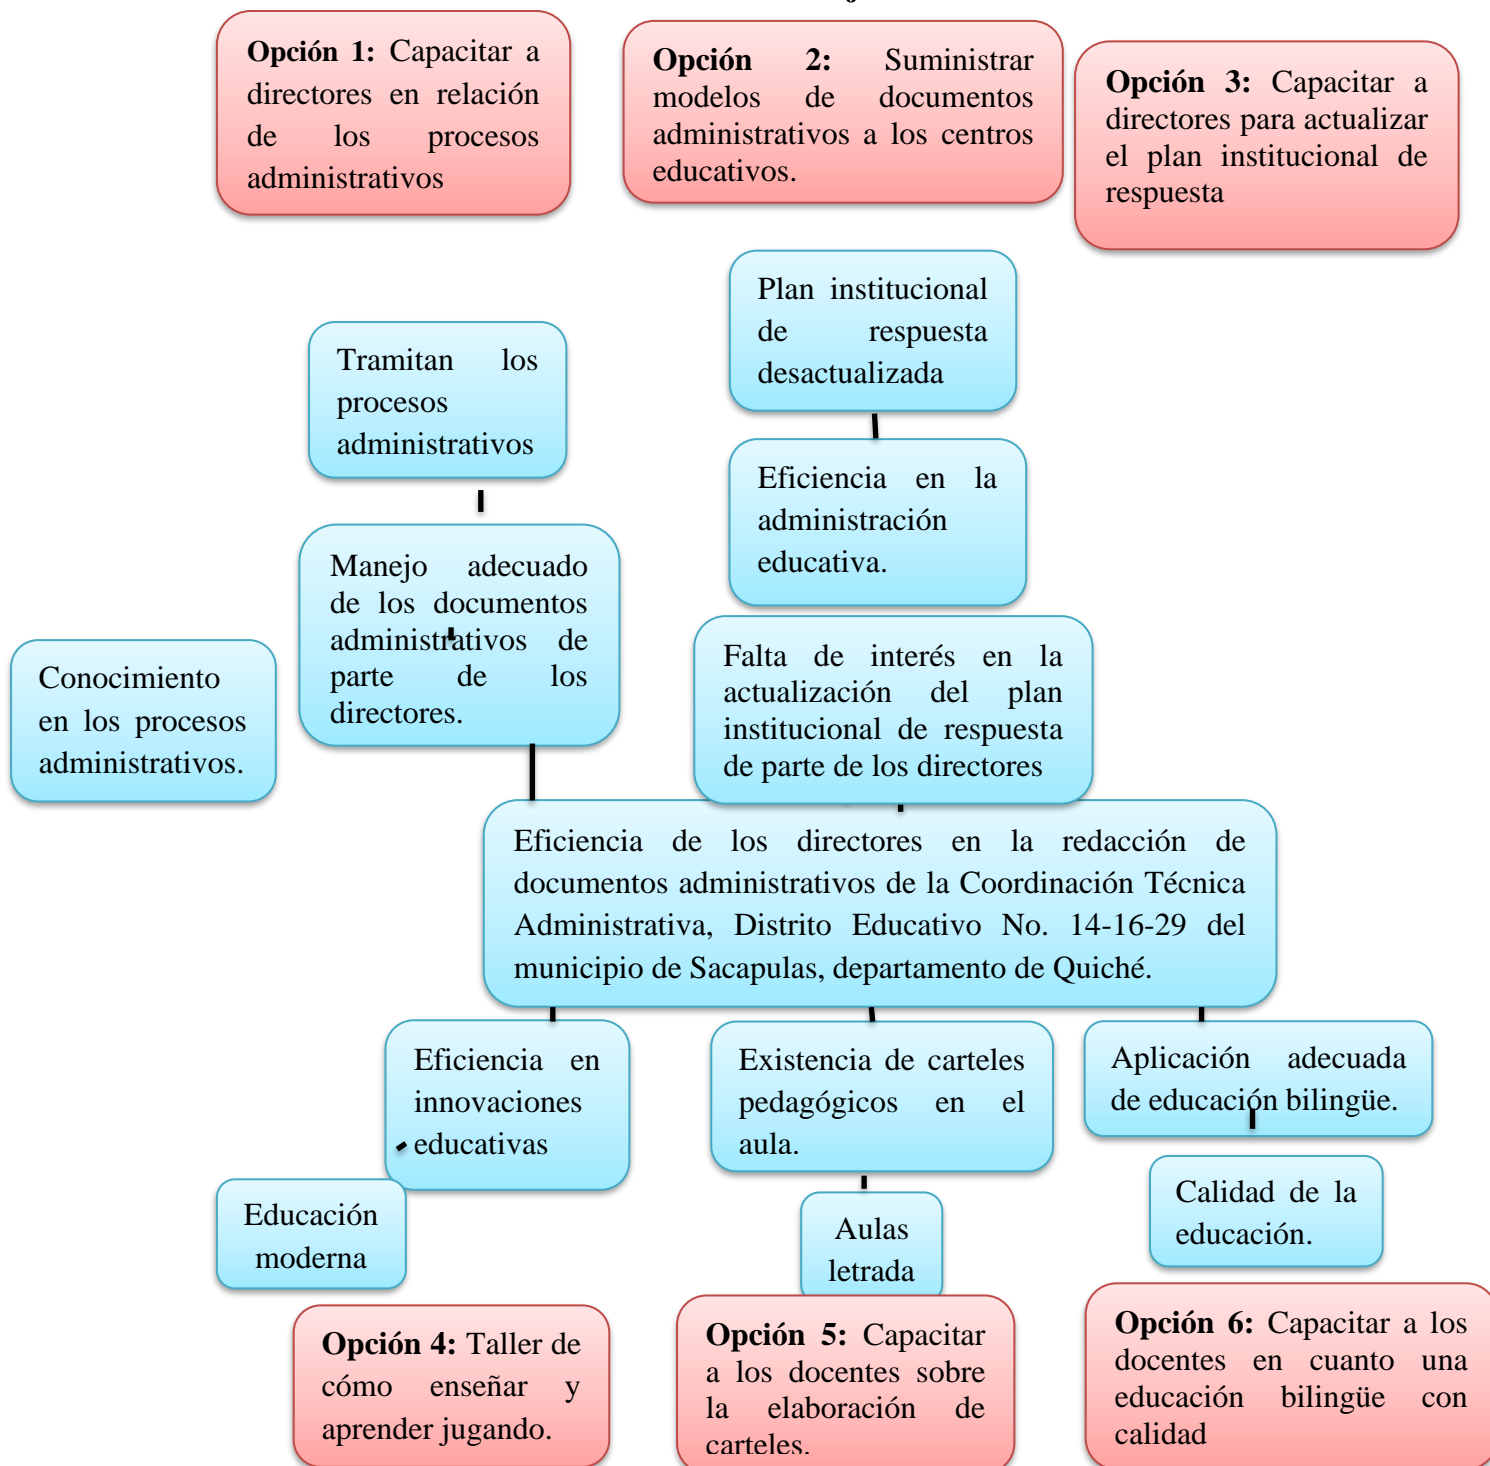 Opción 1: Capacitar a
directores en relación
de los procesos
administrativos
Opción 2: Suministrar
modelos de documentos
administrativos a los centros
educativos.
Opción 3: Capacitar a
directores para actualizar
el plan institucional de
respuesta
Plan institucional
de respuesta
desactualizada
Tramitan los
procesos
administrativos
Eficiencia en la
administración
educativa.
Manejo adecuado
de los documentos
administrativos de
parte de los
directores.
Conocimiento
en los procesos
administrativos.
Falta de interés en la
actualización del plan
institucional de respuesta
de parte de los directores
Eficiencia de los directores en la redacción de
documentos administrativos de la Coordinación Técnica
Administrativa, Distrito Educativo No. 14-16-29 del
municipio de Sacapulas, departamento de Quiché.
Eficiencia en
innovaciones
educativas
Existencia de carteles
pedagógicos en el
aula.
Aplicación adecuada
de educación bilingüe.
Educación
moderna
Aulas
letrada
Calidad de la
educación.
Opción 4: Taller de
cómo enseñar y
aprender jugando.
Opción 5: Capacitar
a los docentes sobre
la elaboración de
carteles.
Opción 6: Capacitar a los
docentes en cuanto una
educación bilingüe con
calidad